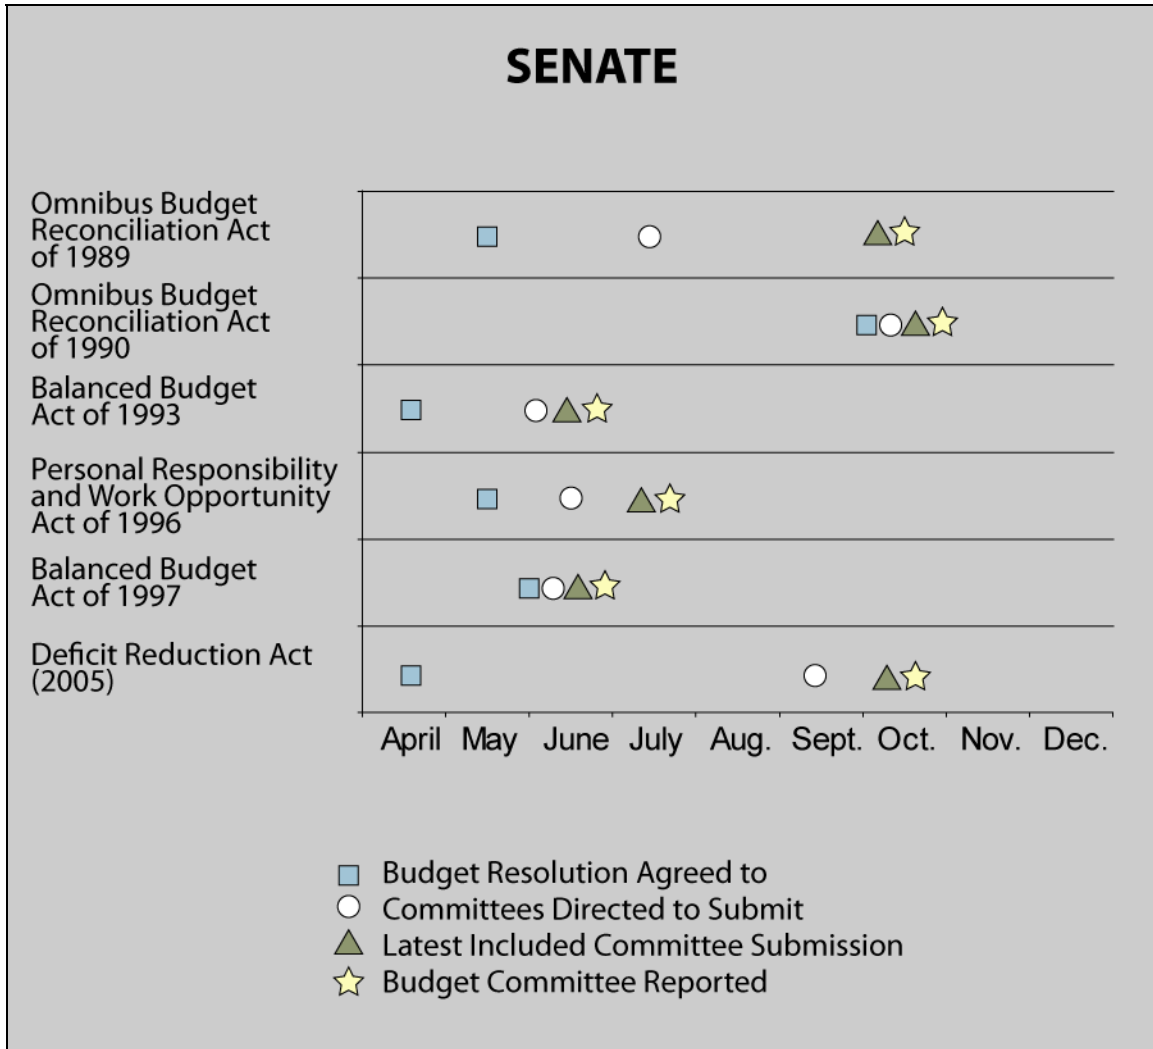 SENATE
Omnibus Budget
Reconciliation Act
of 1989
Omnibus Budget
Reconciliation Act
of 1990
Balanced Budget
Act of 1993
Personal Responsibility
and Work Opportunity
Act of 1996
Balanced Budget
Act of 1997
Deficit Reduction Act
(2005)
April May June July Aug. Sept. Oct. Nov. Dec.
Budget Resolution Agreed to
Committees Directed to Submit
Latest Included Committee Submission
Budget Committee Reported